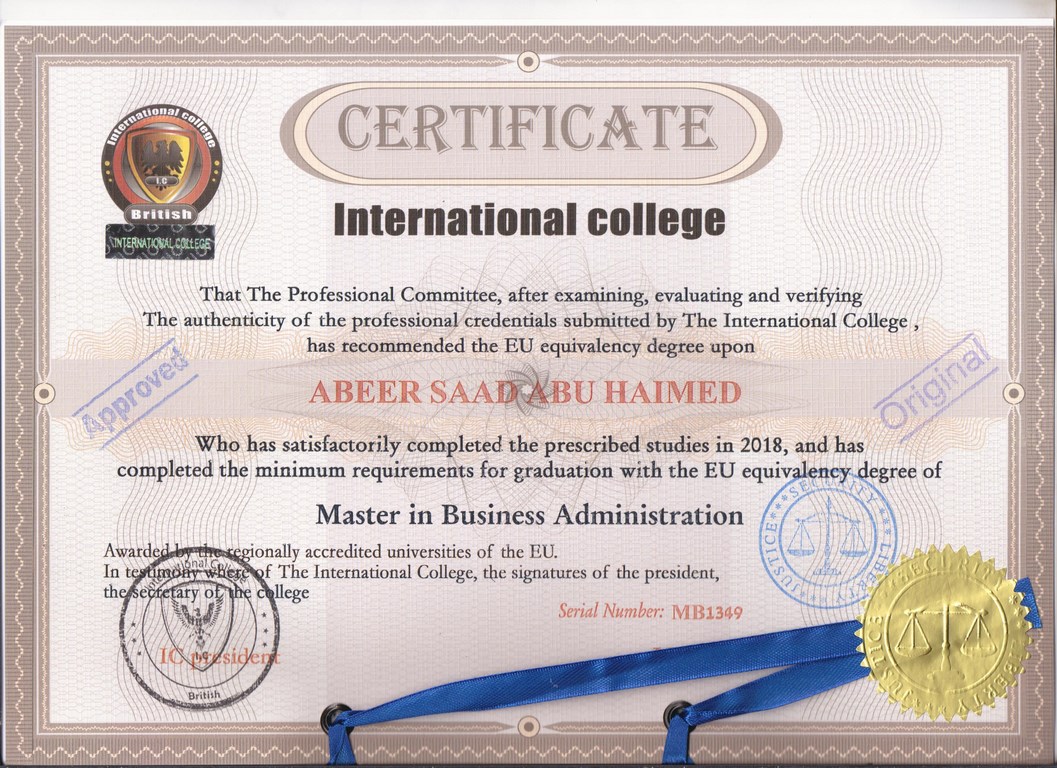 CERTIFICATE
International college
British
I.C
INTERNATIONAL COLLEGE
International college
That The Professional Committee, after examining, evaluating and verifying
The authenticity of the professional credentials submitted by The International College ,
has recommended the EU equivalency degree upon
Approved
Original
ABEER SAAD ABU HAIMED
Who has satisfactorily completed the prescribed studies in 2018, and has
completed the minimum requirements for graduation with the EU equivalency degree of
Master in Business Administration
SECURITY
JUSTICE
LIBERTY
Awarded by the regionally accredited universities of the EU.
In testimony where of The International College, the signatures of the president,
the secretary of the college
Serial Number: MB1349
IC president
International College
I.C
British
SECURITY
JUSTICE
LIBERTY